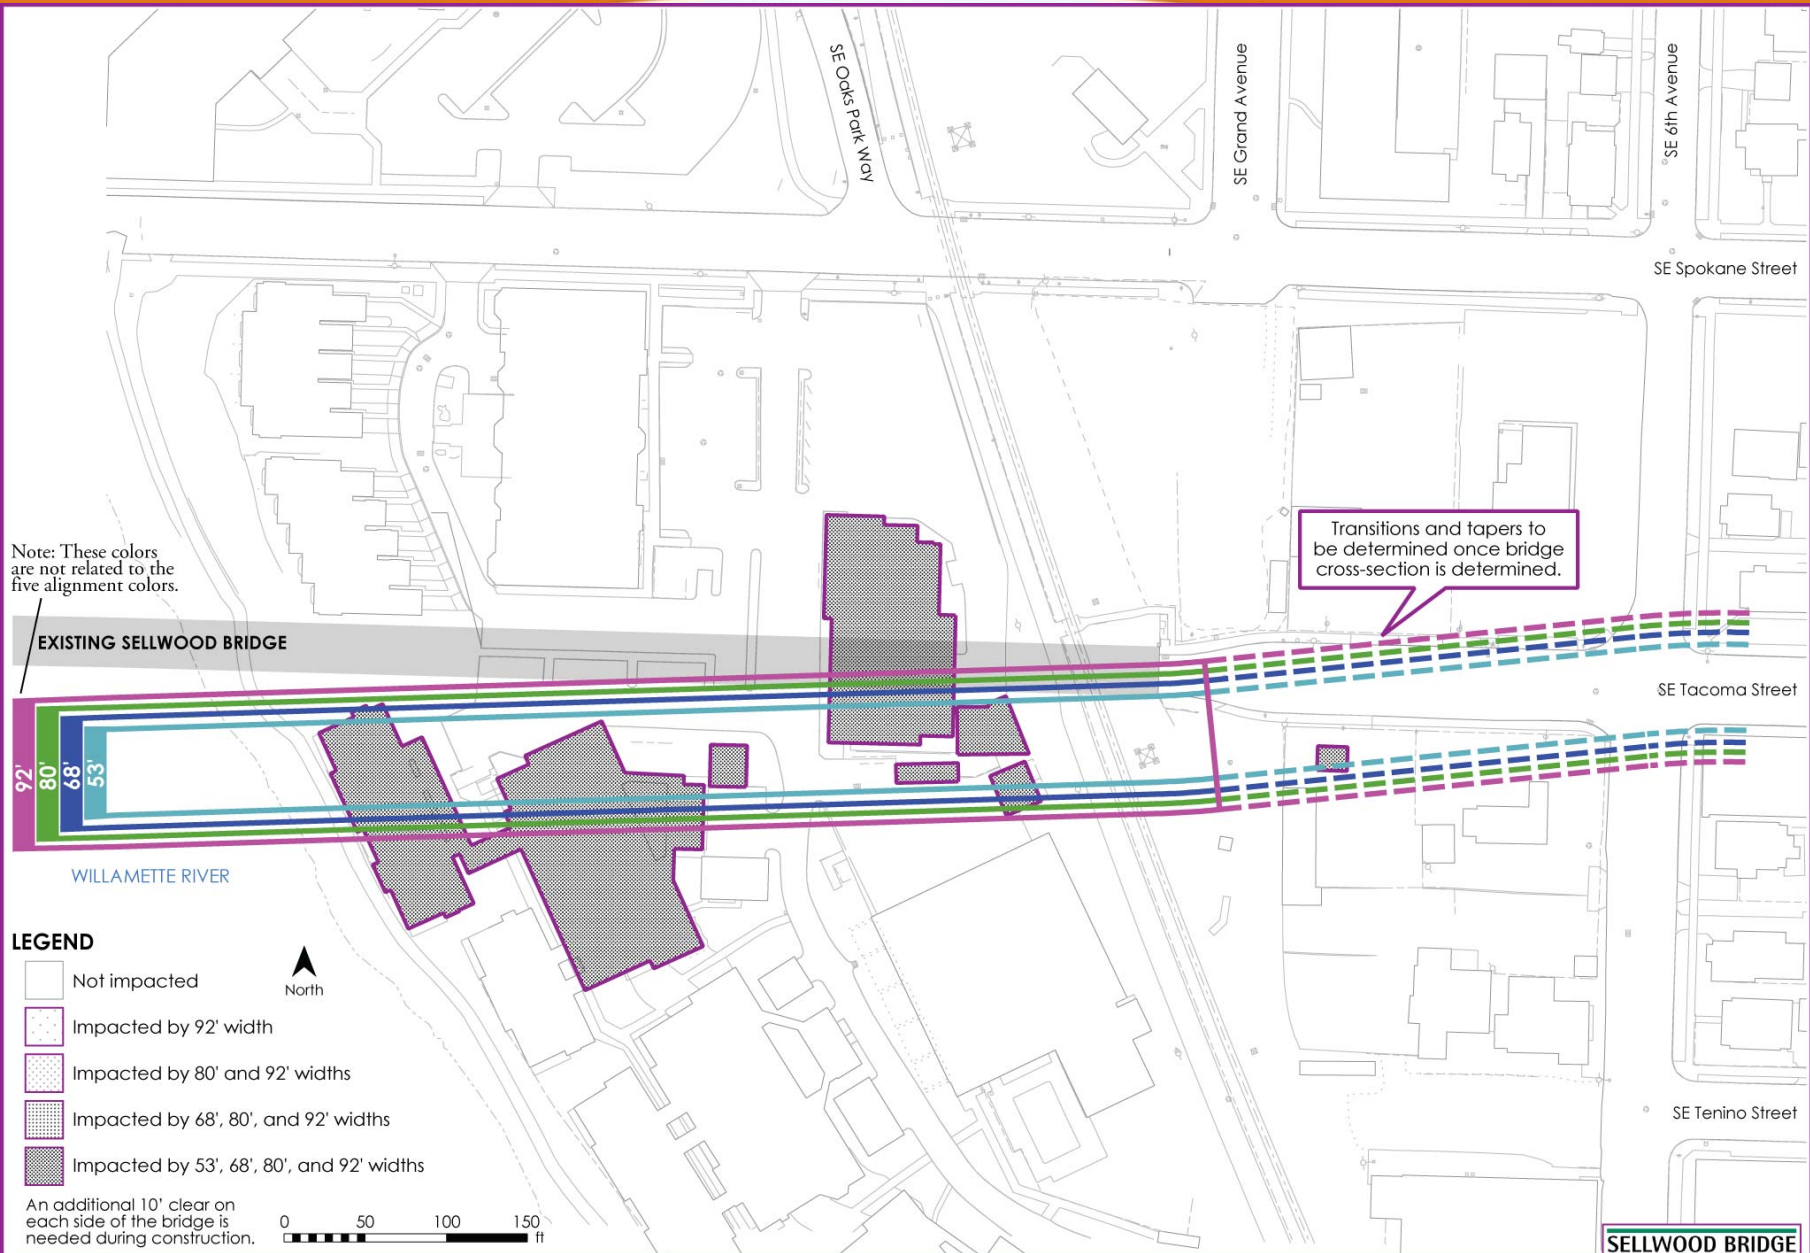 SE Oaks Park Way
SE Grand Avenue
SE 6th Avenue
SE Spokane Street
Note: These colors
are not related to the
five alignment colors.
Transitions and tapers to
be determined once bridge
cross-section is determined.
EXISTING SELLWOOD BRIDGE
SE Tacoma Street
92'
80'
68'
53'
WILLAMETTE RIVER
LEGEND
Not impacted
North
Impacted by 92' width
Impacted by 80' and 92' widths
Impacted by 68', 80', and 92' widths
Impacted by 53', 68', 80', and 92' widths
SE Tenino Street
An additional 10' clear on
each side of the bridge is
needed during construction.
0 50 100 150
ft
SELLWOOD BRIDGE